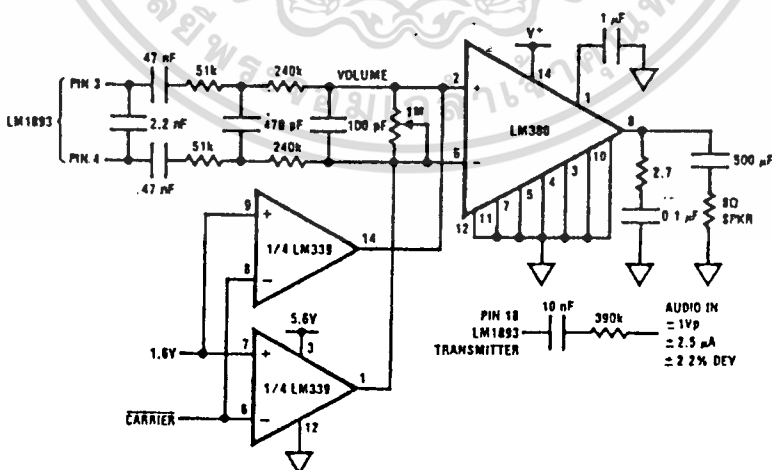 1 µF
V+
47 nF
51k
240k
VOLUME
14
PIN 3
2
+
1
LM1893
2.2 nF
470 pF
100 pF
1M
LM380
8
51k
240k
PIN 4
6
−
10
.47 nF
3
4
5
7
11
12
2.7
0.1 µF
500 µF
8Ω
SPKR
9
+
14
1/4 LM339
8
−
5.6V
3
1.6V
7
+
1
1/4 LM339
CARRIER
6
−
12
PIN 18
LM1893
TRANSMITTER
10 nF
390k
AUDIO IN
= 1Vp
± 2.5 µA
± 2.2% DEV